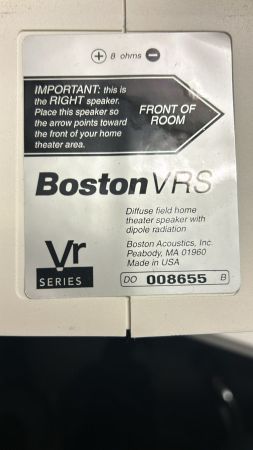 + 8 ohms −
IMPORTANT: this is
the RIGHT speaker.
Place this speaker so
the arrow points toward
the front of your home
theater area.
FRONT OF
ROOM
Boston VRS
Diffuse field home
theater speaker with
dipole radiation
Boston Acoustics, Inc.
Peabody, MA 01960
Made in USA
Vr
SERIES
DO 008655 B